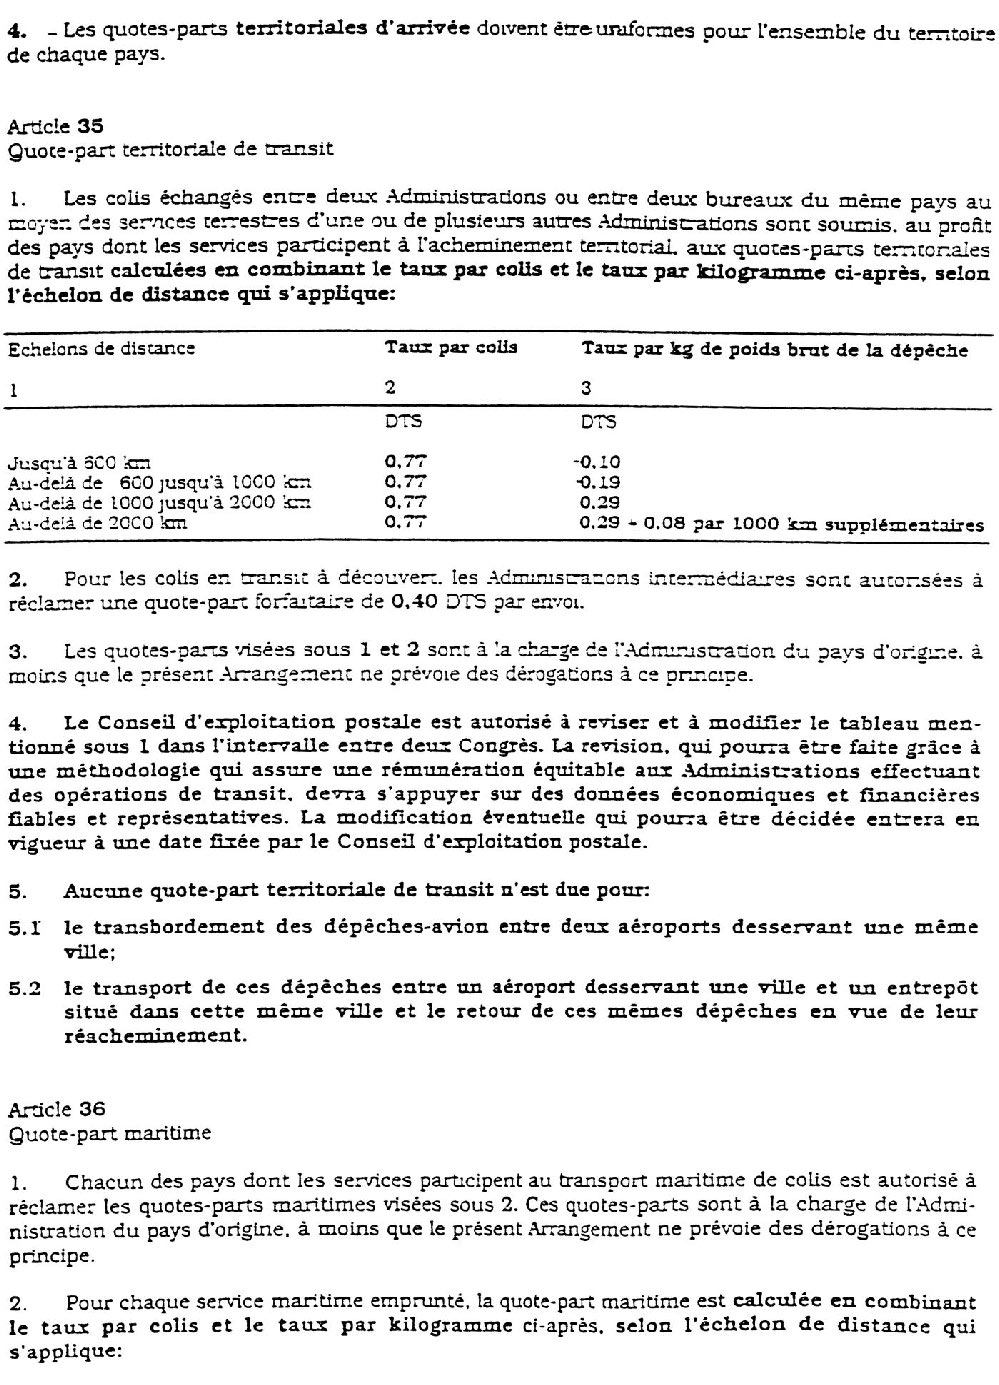 4. – Les quotes-parts territoriales d'arrivée doivent être uniformes pour l'ensemble du territoire
de chaque pays.
Article 35
Quote-part territoriale de transit
1. Les colis échangés entre deux Administrations ou entre deux bureaux du même pays au
moyen des services terrestres d'une ou de plusieurs autres Administrations sont soumis, au profit
des pays dont les services participent à l'acheminement territorial, aux quotes-parts territoriales
de transit calculées en combinant le taux par colis et le taux par kilogramme ci-après, selon
l'échelon de distance qui s'applique:
Echelons de distance Taux par colis Taux par kg de poids brut de la dépêche
1 2 3
DTS DTS
Jusqu'à 600 km 0,77 0,10
Au-delà de 600 jusqu'à 1000 km 0,77 0,19
Au-delà de 1000 jusqu'à 2000 km 0,77 0,29
Au-delà de 2000 km 0,77 0,29 + 0,08 par 1000 km supplémentaires
2. Pour les colis en transit à découvert, les Administrations intermédiaires sont autorisées à
réclamer une quote-part forfaitaire de 0,40 DTS par envoi.
3. Les quotes-parts visées sous 1 et 2 sont à la charge de l'Administration du pays d'origine, à
moins que le présent Arrangement ne prévoie des dérogations à ce principe.
4. Le Conseil d'exploitation postale est autorisé à reviser et à modifier le tableau men-
tionné sous 1 dans l'intervalle entre deux Congrès. La revision, qui pourra être faite grâce à
une méthodologie qui assure une rémunération équitable aux Administrations effectuant
des opérations de transit, devra s'appuyer sur des données économiques et financières
fiables et représentatives. La modification éventuelle qui pourra être décidée entrera en
vigueur à une date fixée par le Conseil d'exploitation postale.
5. Aucune quote-part territoriale de transit n'est due pour:
5.1 le transbordement des dépêches-avion entre deux aéroports desservant une même
ville;
5.2 le transport de ces dépêches entre un aéroport desservant une ville et un entrepôt
situé dans cette même ville et le retour de ces mêmes dépêches en vue de leur
réacheminement.
Article 36
Quote-part maritime
1. Chacun des pays dont les services participent au transport maritime de colis est autorisé à
réclamer les quotes-parts maritimes visées sous 2. Ces quotes-parts sont à la charge de l'Admi-
nistration du pays d'origine, à moins que le présent Arrangement ne prévoie des dérogations à ce
principe.
2. Pour chaque service maritime emprunté, la quote-part maritime est calculée en combinant
le taux par colis et le taux par kilogramme ci-après, selon l'échelon de distance qui
s'applique: